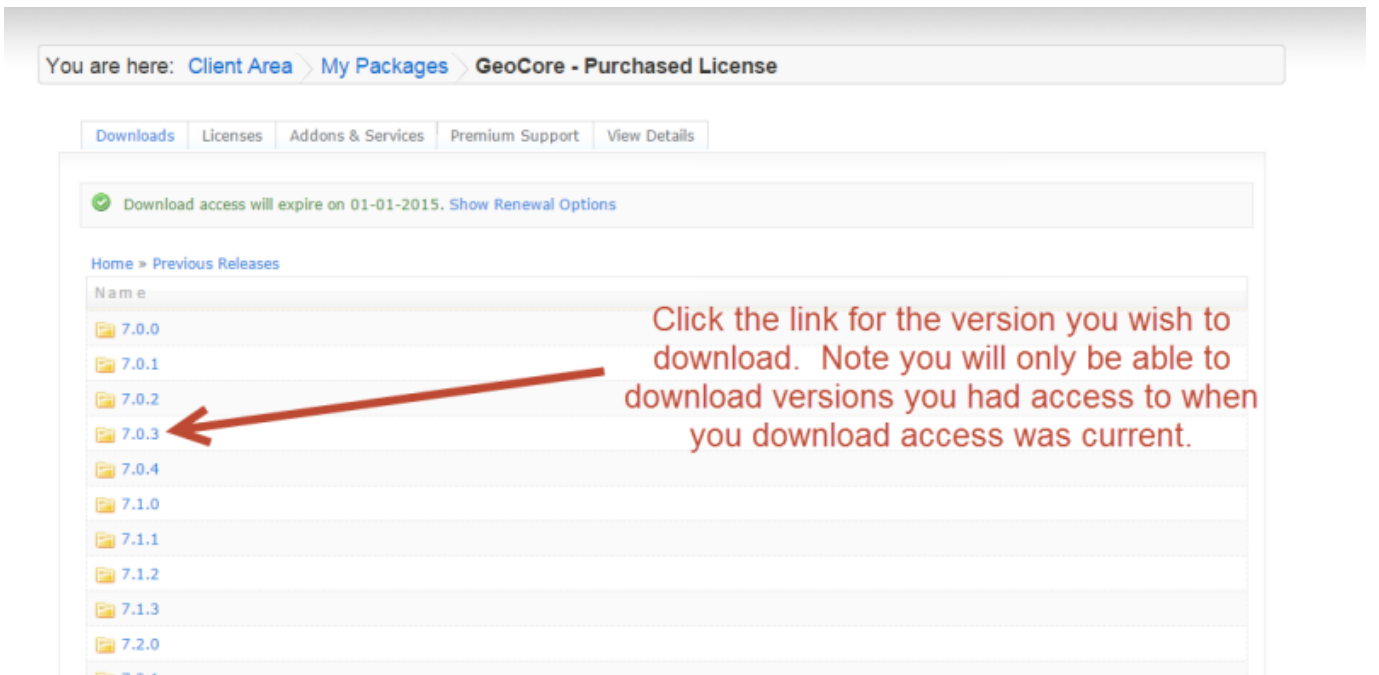 You are here: Client Area My Packages GeoCore - Purchased License
Downloads Licenses Addons & Services Premium Support View Details
Download access will expire on 01-01-2015. Show Renewal Options
Home » Previous Releases
Name
7.0.0
7.0.1
7.0.2
7.0.3
7.0.4
7.1.0
7.1.1
7.1.2
7.1.3
7.2.0
Click the link for the version you wish to
download. Note you will only be able to
download versions you had access to when
you download access was current.